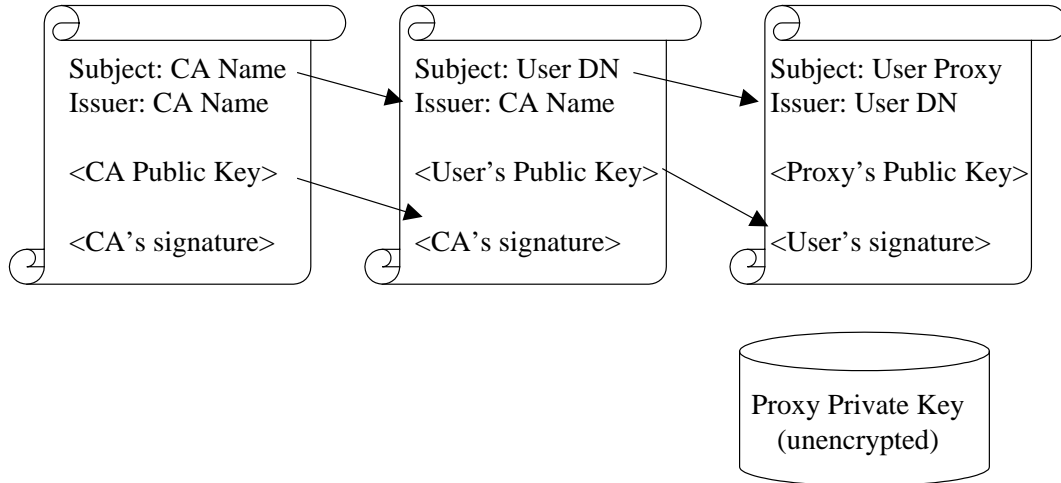 Subject: CA Name
Issuer: CA Name
<CA Public Key>
<CA’s signature>
Subject: User DN
Issuer: CA Name
<User’s Public Key>
<CA’s signature>
Subject: User Proxy
Issuer: User DN
<Proxy’s Public Key>
<User’s signature>
Proxy Private Key
(unencrypted)